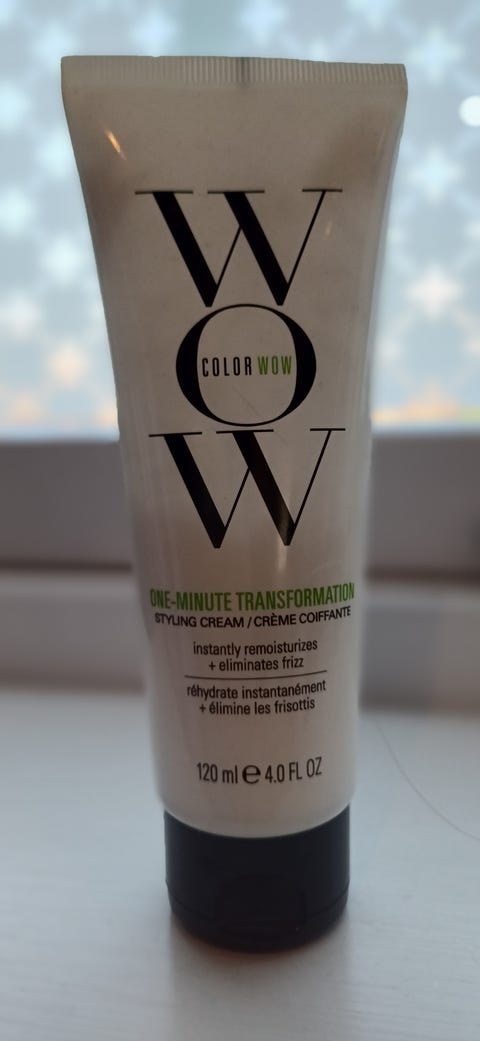 W
O
COLOR WOW
W
ONE-MINUTE TRANSFORMATION
STYLING CREAM / CRÈME COIFFANTE
instantly remoisturizes
+ eliminates frizz
réhydrate instantanément
+ élimine les frisottis
120 ml e 4.0 FL OZ